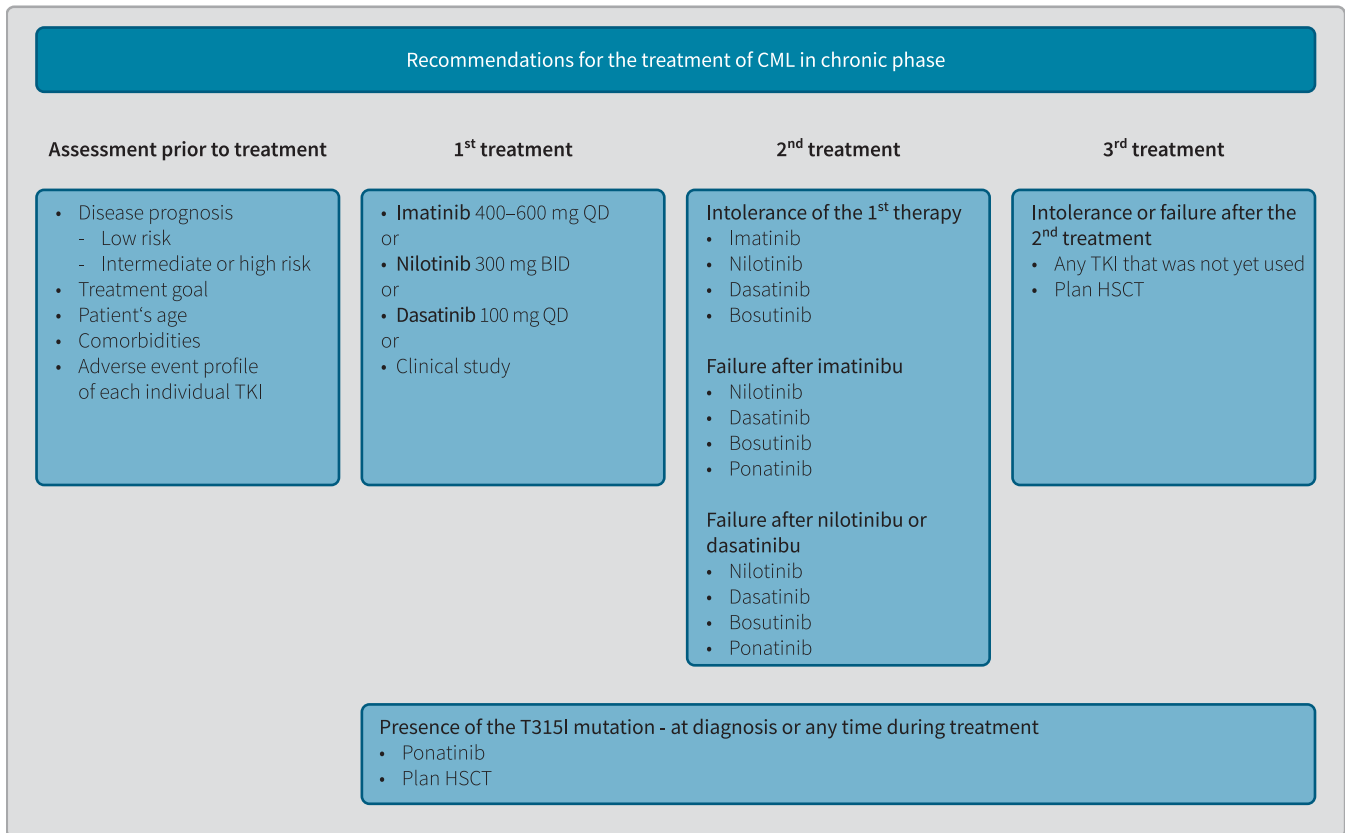 Recommendations for the treatment of CML in chronic phase
Assessment prior to treatment
• Disease prognosis
- Low risk
- Intermediate or high risk
• Treatment goal
• Patient‘s age
• Comorbidities
• Adverse event profile
of each individual TKI
1st treatment
• Imatinib 400–600 mg QD
or
• Nilotinib 300 mg BID
or
• Dasatinib 100 mg QD
or
• Clinical study
2nd treatment
Intolerance of the 1st therapy
• Imatinib
• Nilotinib
• Dasatinib
• Bosutinib
Failure after imatinibu
• Nilotinib
• Dasatinib
• Bosutinib
• Ponatinib
Failure after nilotinibu or
dasatinibu
• Nilotinib
• Dasatinib
• Bosutinib
• Ponatinib
3rd treatment
Intolerance or failure after the
2nd treatment
• Any TKI that was not yet used
• Plan HSCT
Presence of the T315I mutation - at diagnosis or any time during treatment
• Ponatinib
• Plan HSCT